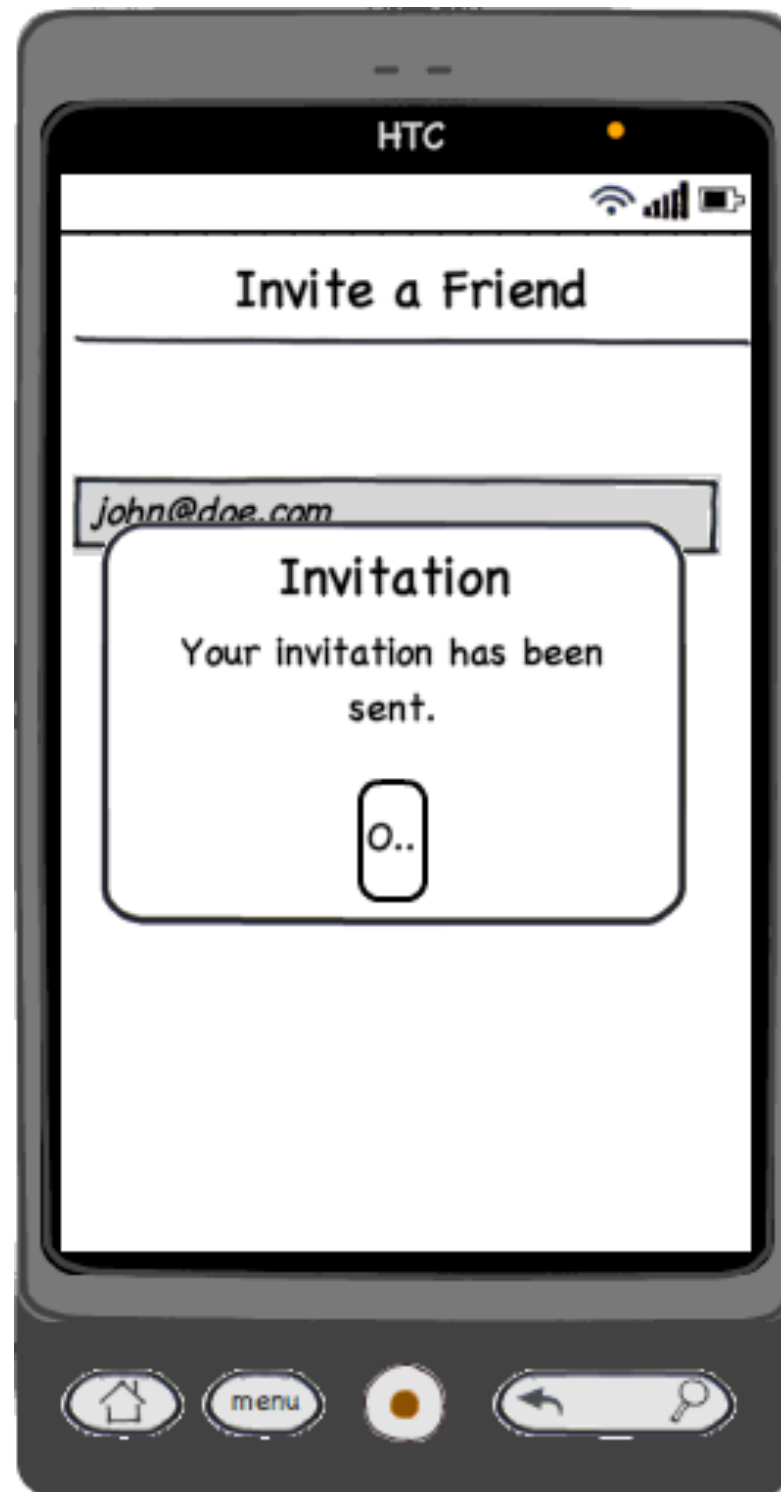 HTC
Invite a Friend
john@doe.com
Invitation
Your invitation has been
sent.
O..
menu